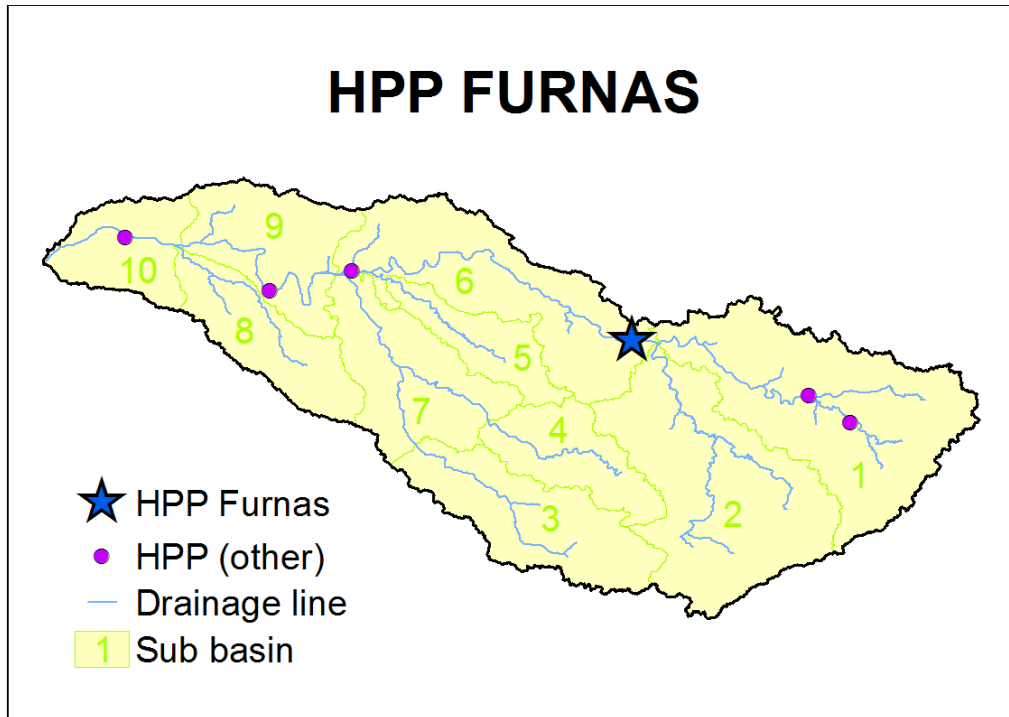 HPP FURNAS
9
10
6
8
5
7
4
1
2
3
HPP Furnas
HPP (other)
Drainage line
1 Sub basin